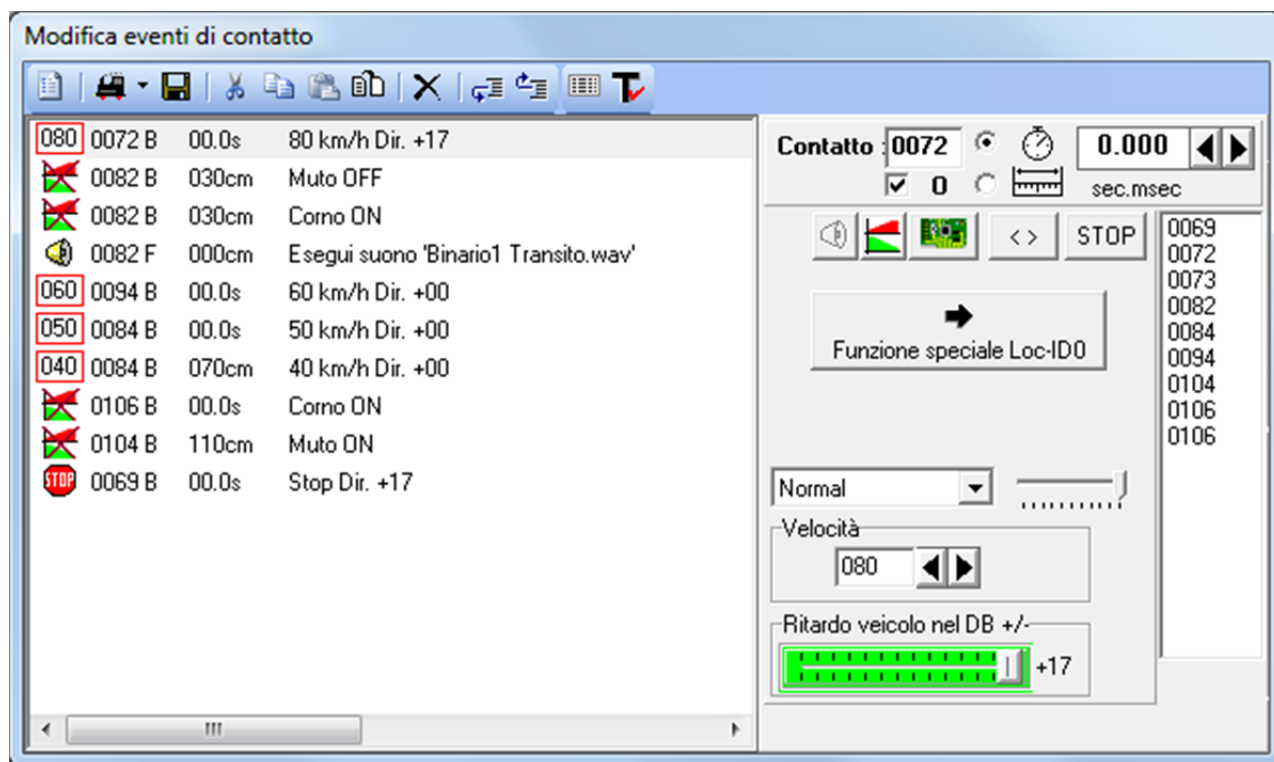 Modifica eventi di contatto
080 0072 B 00.0s 80 km/h Dir. +17
0082 B 030cm Muto OFF
0082 B 030cm Corno ON
0082 F 000cm Esegui suono 'Binario1 Transito.wav'
060 0094 B 00.0s 60 km/h Dir. +00
050 0084 B 00.0s 50 km/h Dir. +00
040 0084 B 070cm 40 km/h Dir. +00
0106 B 00.0s Corno ON
0104 B 110cm Muto ON
STOP 0069 B 00.0s Stop Dir. +17
Contatto : 0072 0.000
0 sec.msec
< > STOP
Funzione speciale Loc-ID0
Normal
Velocità
080
Ritardo veicolo nel DB +/-
+17
0069
0072
0073
0082
0084
0094
0104
0106
0106